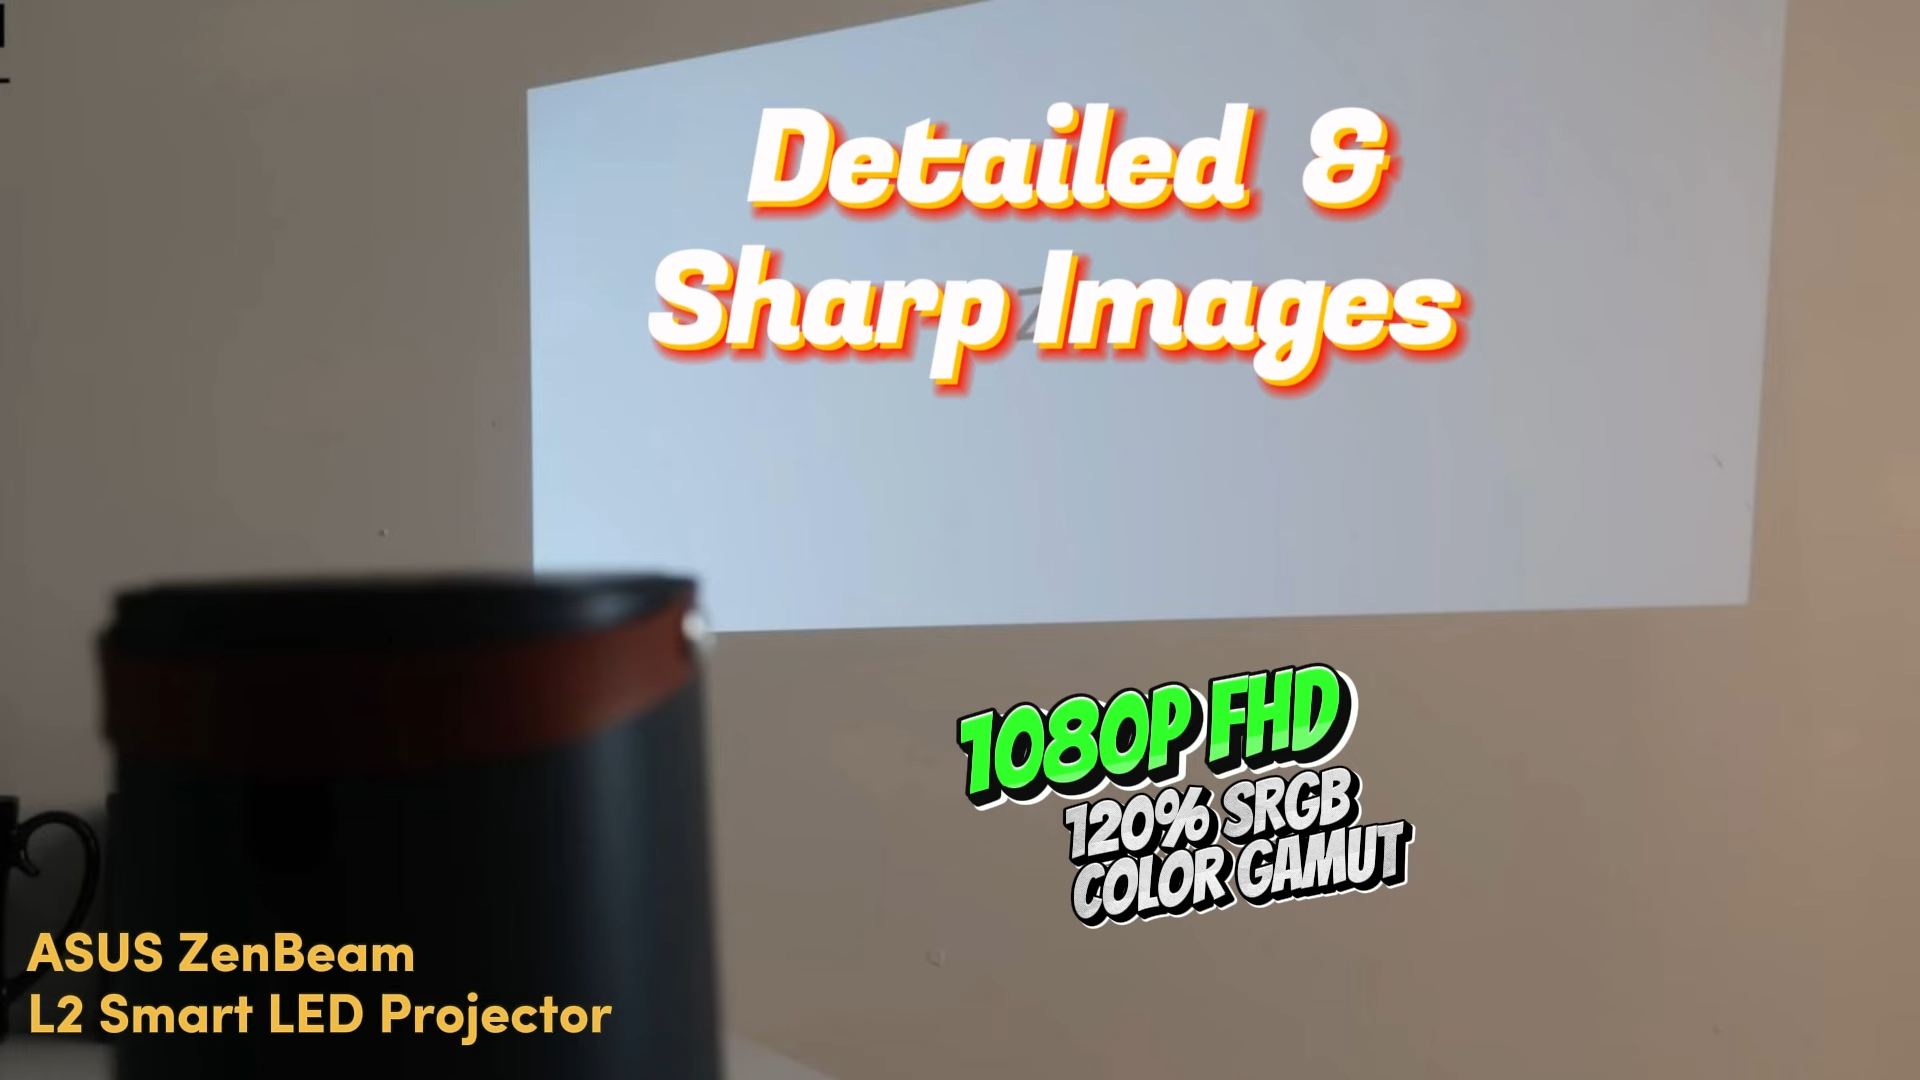 Detailed &
Sharp Images
1080P FHD
120% SRGB
COLOR GAMUT
ASUS ZenBeam
L2 Smart LED Projector